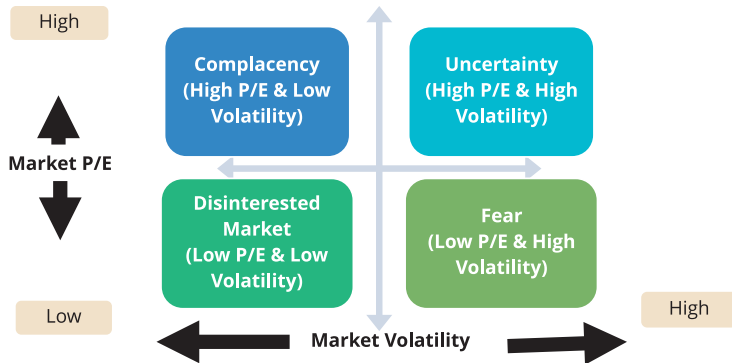 High
Complacency
(High P/E & Low
Volatility)
Uncertainty
(High P/E & High
Volatility)
Market P/E
Disinterested
Market
(Low P/E & Low
Volatility)
Fear
(Low P/E & High
Volatility)
Low
Market Volatility
High